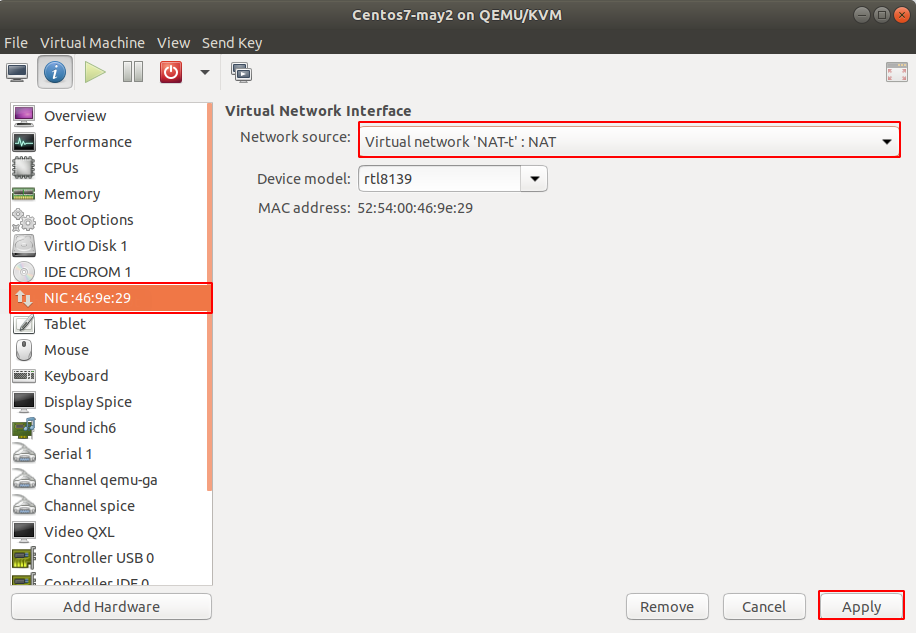 Centos7-may2 on QEMU/KVM
File Virtual Machine View Send Key
Overview
Performance
CPUs
Memory
Boot Options
VirtIO Disk 1
IDE CDROM 1
NIC :46:9e:29
Tablet
Mouse
Keyboard
Display Spice
Sound ich6
Serial 1
Channel qemu-ga
Channel spice
Video QXL
Controller USB 0
Controller IDE 0
Add Hardware
Virtual Network Interface
Network source: Virtual network 'NAT-t' : NAT
Device model: rtl8139
MAC address: 52:54:00:46:9e:29
Remove Cancel Apply